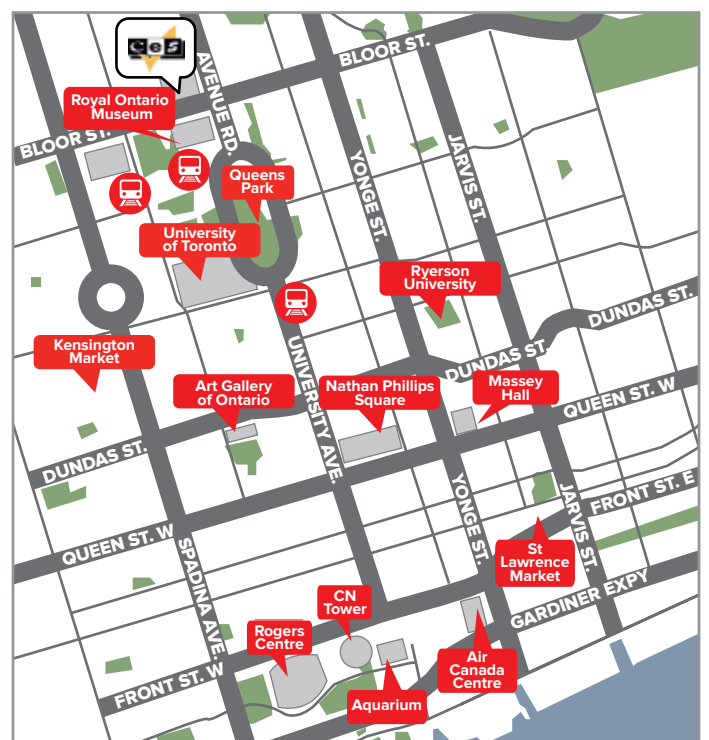 CeS
AVENUE RD.
BLOOR ST.
Royal Ontario
Museum
BLOOR ST.
Queens
Park
YONGE ST.
JARVIS ST.
University
of Toronto
Ryerson
University
DUNDAS ST.
Kensington
Market
UNIVERSITY AVE.
DUNDAS ST.
Art Gallery
of Ontario
Nathan Phillips
Square
Massey
Hall
QUEEN ST. W
DUNDAS ST.
YONGE ST.
JARVIS ST.
FRONT ST. E
QUEEN ST. W
SPADINA AVE.
St
Lawrence
Market
GARDINER EXPY
CN
Tower
Rogers
Centre
Air
Canada
Centre
FRONT ST. W
Aquarium